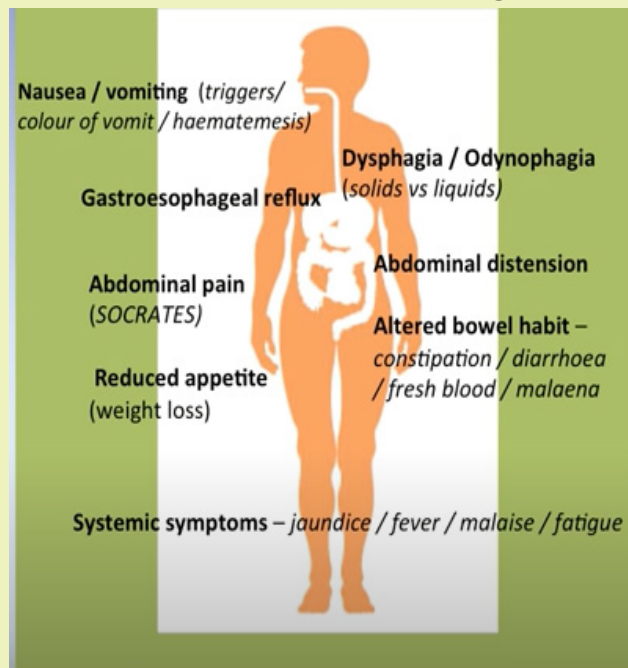 Nausea / vomiting (triggers/
colour of vomit / haematemesis)
Dysphagia / Odynophagia
(solids vs liquids)
Gastroesophageal reflux
Abdominal distension
Abdominal pain
(SOCRATES)
Altered bowel habit –
constipation / diarrhoea
/ fresh blood / malaena
Reduced appetite
(weight loss)
Systemic symptoms – jaundice / fever / malaise / fatigue